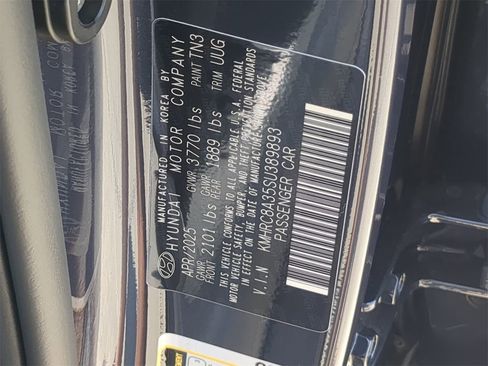 MANUFACTURED IN KOREA BY
HYUNDAI MOTOR COMPANY
APR/2025 GVWR 3770 lbs PAINT TN3
GAWR FRONT 2101 lbs GAWR REAR 1889 lbs TRIM UUG
THIS VEHICLE CONFORMS TO ALL APPLICABLE U.S.A. FEDERAL
MOTOR VEHICLE SAFETY, BUMPER, AND THEFT PREVENTION STANDARDS
IN EFFECT ON THE DATE OF MANUFACTURE SHOWN ABOVE.
V.I.N KMHRC8A35SU389893
PASSENGER CAR